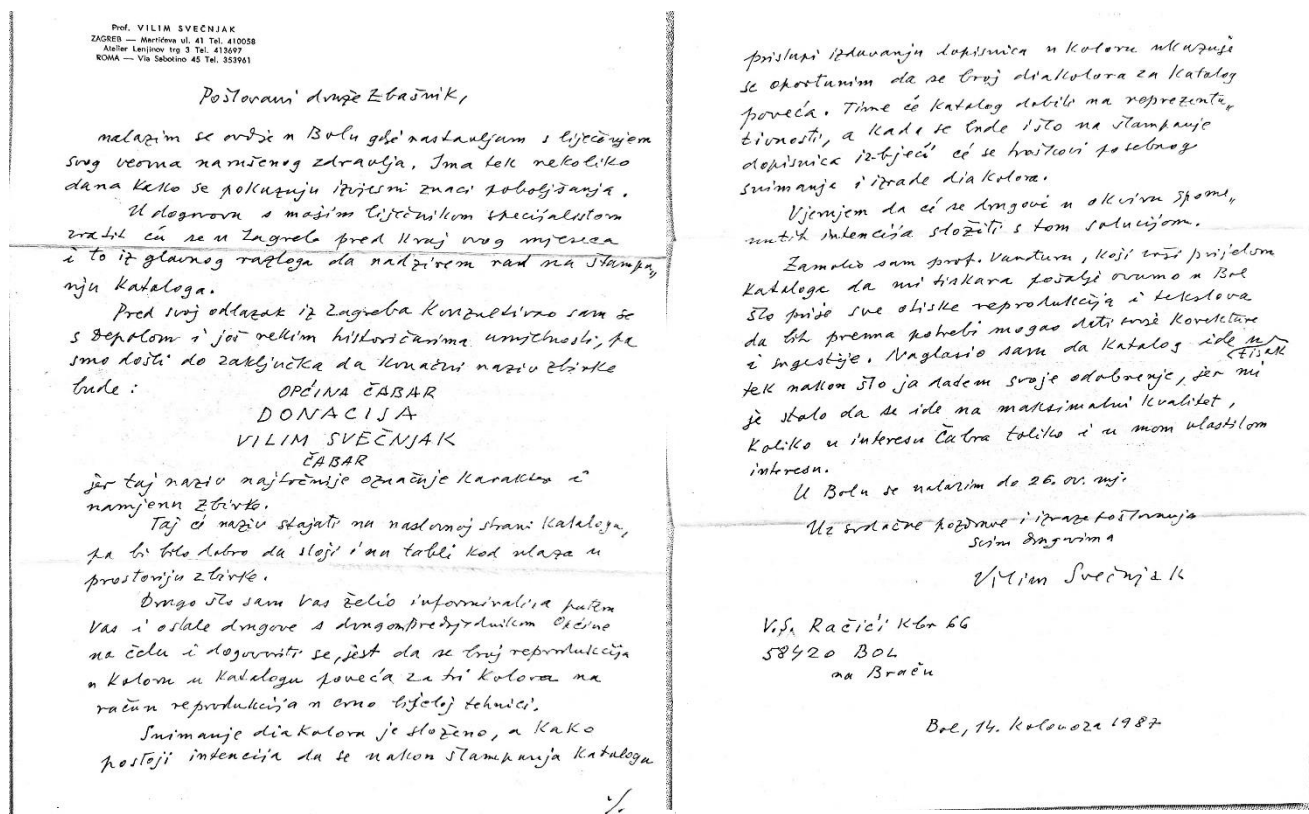 Prof. VILIM SVEČNJAK
ZAGREB — Martićeva ul. 41 Tel. 410058
Atelier Lenjinov trg 3 Tel. 413697
ROMA — Via Sabotino 45 Tel. 353961
Poštovani druže Zbašnik,
nalazim se ovdje u Bolu gdje nastavljam s liječenjem
svog veoma narušenog zdravlja. Ima tek nekoliko
dana kako se pokazuju izvjesni znaci poboljšanja.
U dogovoru s mojim liječnikom specijalistom
vratit ću se u Zagreb pred kraj ovog mjeseca
i to iz glavnog razloga da nadzirem rad na štampa„
nju Kataloga.
Pred svoj odlazak iz Zagreba konzultirao sam se
s Depolom i još nekim historičarima umjetnosti, pa
smo došli do zaključka da konačni naziv zbirke
bude :
OPĆINA ČABAR
DONACIJA
VILIM SVEČNJAK
ČABAR
jer taj naziv najtočnije označuje karakter i
namjenu zbirke.
Taj će naziv stajati na naslovnoj strani Kataloga,
pa bi bilo dobro da stoji i na tabli kod ulaza u
prostoriju zbirke.
Drugo što sam Vas želio informirati a putem
Vas i ostale drugove s drugom Predsjednikom Općine
na čelu i dogovoriti se, jest da se broj reprodukcija
u koloru u Katalogu poveća za tri kolora na
račun reprodukcija u crno bijeloj tehnici.
Snimanje diakolora je složeno, a kako
postoji intencija da se nakon štampanja Kataloga
./.
pristupi izdavanju dopisnica u koloru ukazuje
se oportunim da se broj diakolora za katalog
poveća. Time će katalog dobiti na reprezenta„
tivnosti, a kada se bude išlo na štampanje
dopisnica izbjeći će se troškovi posebnog
snimanja i izrade diakolora.
Vjerujem da će se drugovi u okviru spome„
nutih intencija složiti s tom solucijom.
Zamolio sam prof. Vanturu, koji vrši prijelom
kataloga da mi tiskara pošalje ovamo u Bol
što prije sve otiske reprodukcija i tekstova
da bih prema potrebi mogao dati svoje korekture
i sugestije. Naglasio sam da katalog ide u
tisak
tek nakon što ja dadem svoje odobrenje, jer mi
je stalo da se ide na maksimalni kvalitet,
koliko u interesu Čabra toliko i u mom vlastitom
interesu.
U Bolu se nalazim do 26. ov. mj.
Uz srdačne pozdrave i izraze poštovanja
svim drugovima
Vilim Svečnjak
V.S. Račići kbr 66
58420 BOL
na Braču
Bol, 14. kolovoza 1987